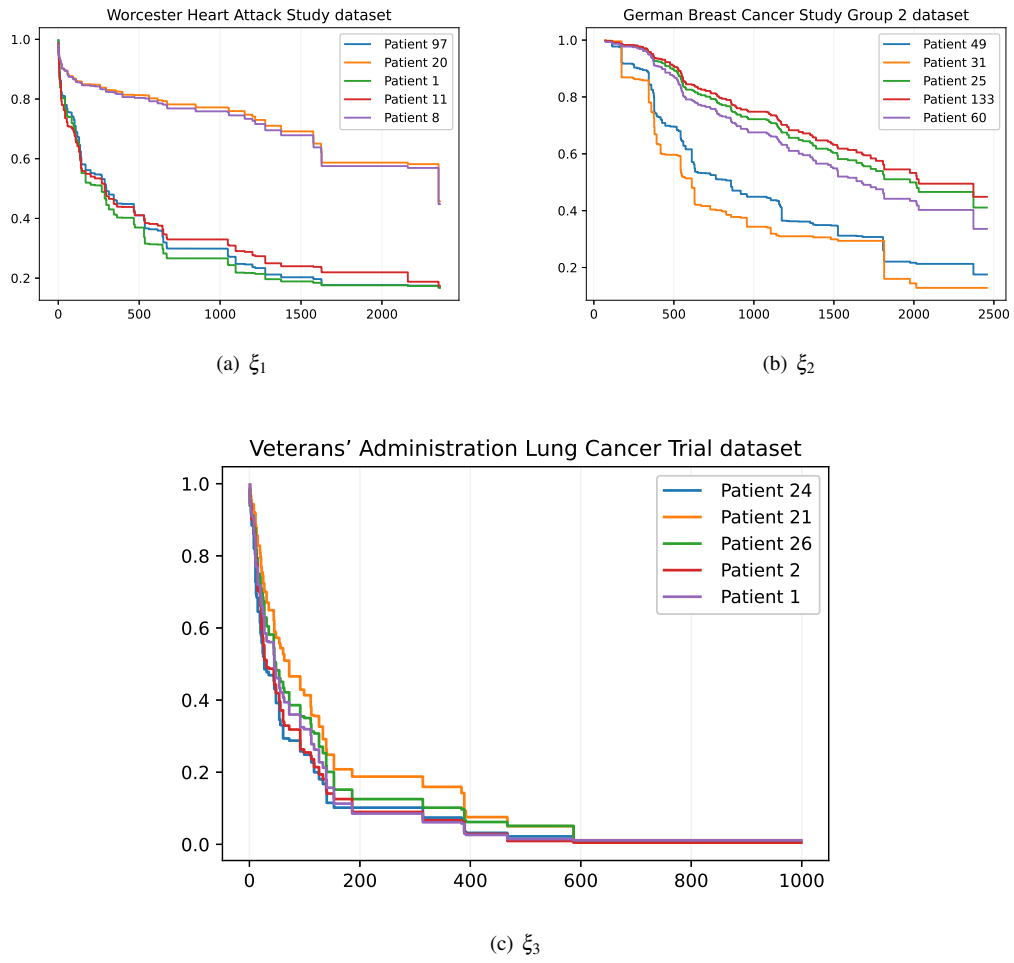 Worcester Heart Attack Study dataset
1.0
0.8
0.6
0.4
0.2
0 500 1000 1500 2000
Patient 97
Patient 20
Patient 1
Patient 11
Patient 8
(a) ξ1
German Breast Cancer Study Group 2 dataset
1.0
0.8
0.6
0.4
0.2
0 500 1000 1500 2000 2500
Patient 49
Patient 31
Patient 25
Patient 133
Patient 60
(b) ξ2
Veterans’ Administration Lung Cancer Trial dataset
1.0
0.8
0.6
0.4
0.2
0.0
0 200 400 600 800 1000
Patient 24
Patient 21
Patient 26
Patient 2
Patient 1
(c) ξ3